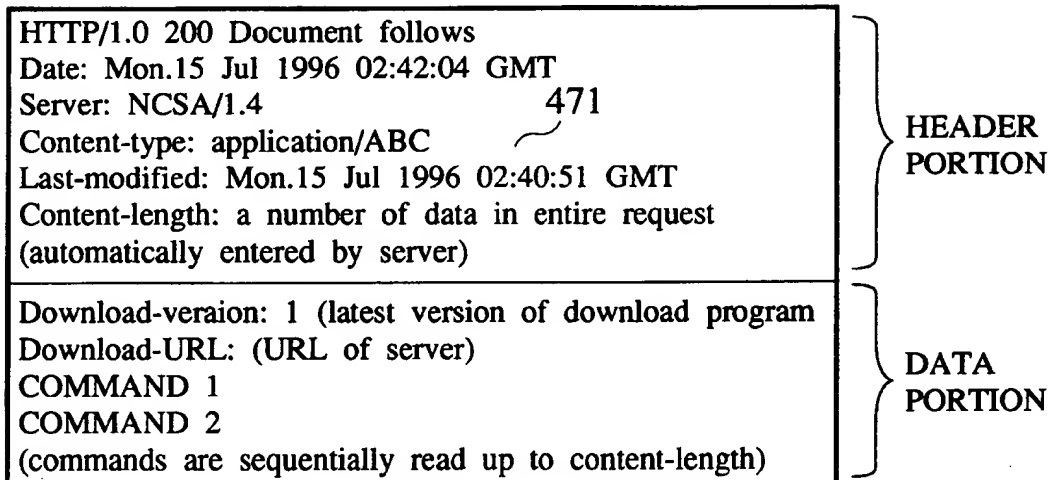 HTTP/1.0 200 Document follows
Date: Mon.15 Jul 1996 02:42:04 GMT
Server: NCSA/1.4
471
Content-type: application/ABC
Last-modified: Mon.15 Jul 1996 02:40:51 GMT
Content-length: a number of data in entire request
(automatically entered by server)
HEADER
PORTION
Download-veraion: 1 (latest version of download program
Download-URL: (URL of server)
COMMAND 1
COMMAND 2
(commands are sequentially read up to content-length)
DATA
PORTION